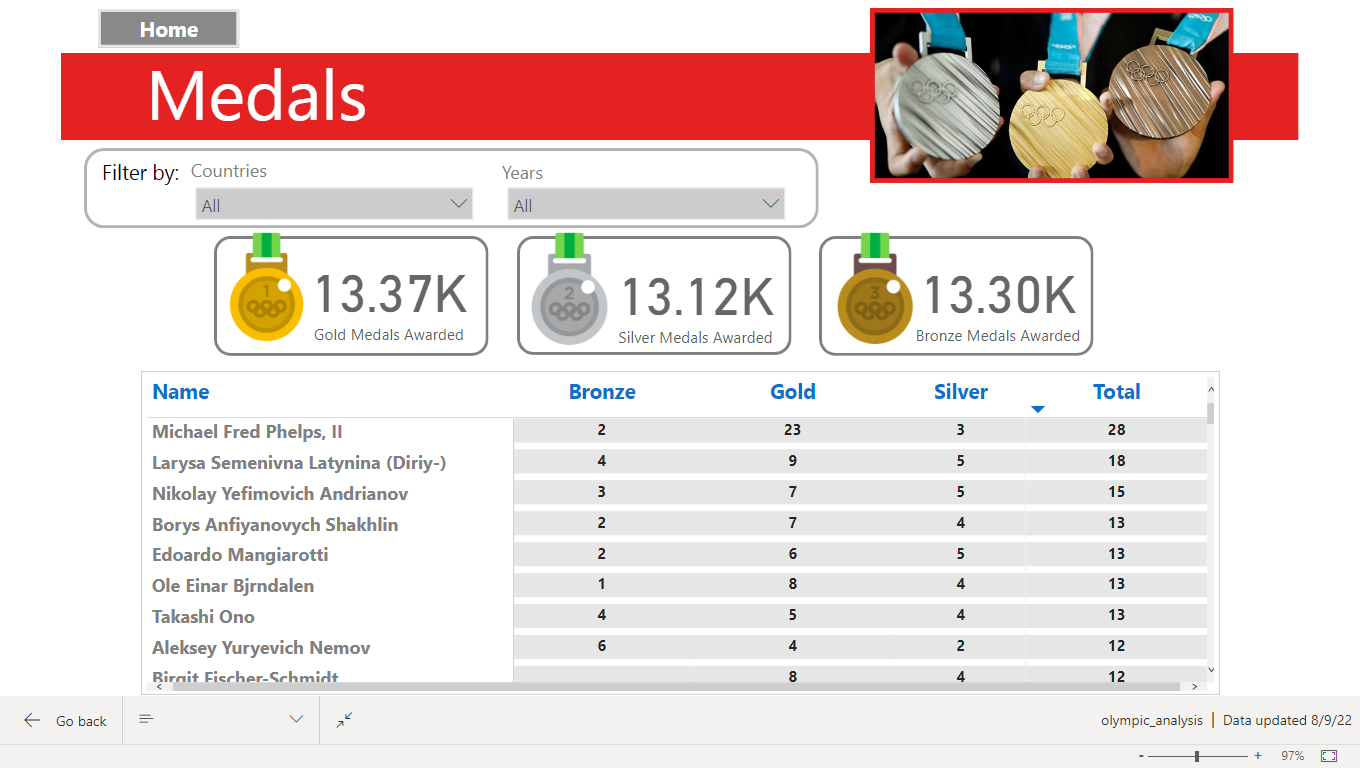 Home
Medals
Filter by:
Countries
Years
All
All
1
13.37K
Gold Medals Awarded
2
13.12K
Silver Medals Awarded
3
13.30K
Bronze Medals Awarded
Name Bronze Gold Silver Total
Michael Fred Phelps, II 2 23 3 28
Larysa Semenivna Latynina (Diriy-) 4 9 5 18
Nikolay Yefimovich Andrianov 3 7 5 15
Borys Anfiyanovych Shakhlin 2 7 4 13
Edoardo Mangiarotti 2 6 5 13
Ole Einar Bjrndalen 1 8 4 13
Takashi Ono 4 5 4 13
Aleksey Yuryevich Nemov 6 4 2 12
Birgit Fischer-Schmidt 8 4 12
Go back
olympic_analysis | Data updated 8/9/22
- + 97%